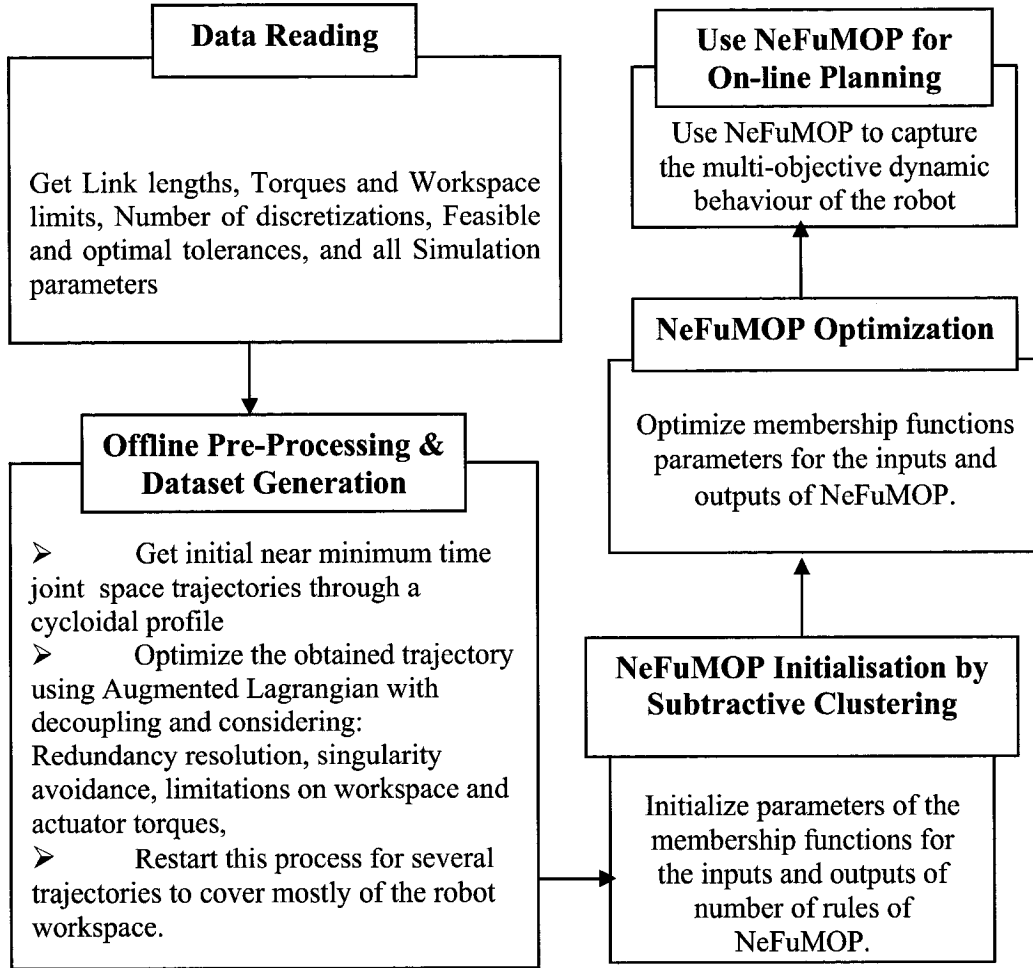 Data Reading
Get Link lengths, Torques and Workspace
limits, Number of discretizations, Feasible
and optimal tolerances, and all Simulation
parameters
Offline Pre-Processing &
Dataset Generation
➢ Get initial near minimum time
joint space trajectories through a
cycloidal profile
➢ Optimize the obtained trajectory
using Augmented Lagrangian with
decoupling and considering:
Redundancy resolution, singularity
avoidance, limitations on workspace and
actuator torques,
➢ Restart this process for several
trajectories to cover mostly of the robot
workspace.
NeFuMOP Initialisation by
Subtractive Clustering
Initialize parameters of the
membership functions for
the inputs and outputs of
number of rules of
NeFuMOP.
NeFuMOP Optimization
Optimize membership functions
parameters for the inputs and
outputs of NeFuMOP.
Use NeFuMOP for
On-line Planning
Use NeFuMOP to capture
the multi-objective dynamic
behaviour of the robot